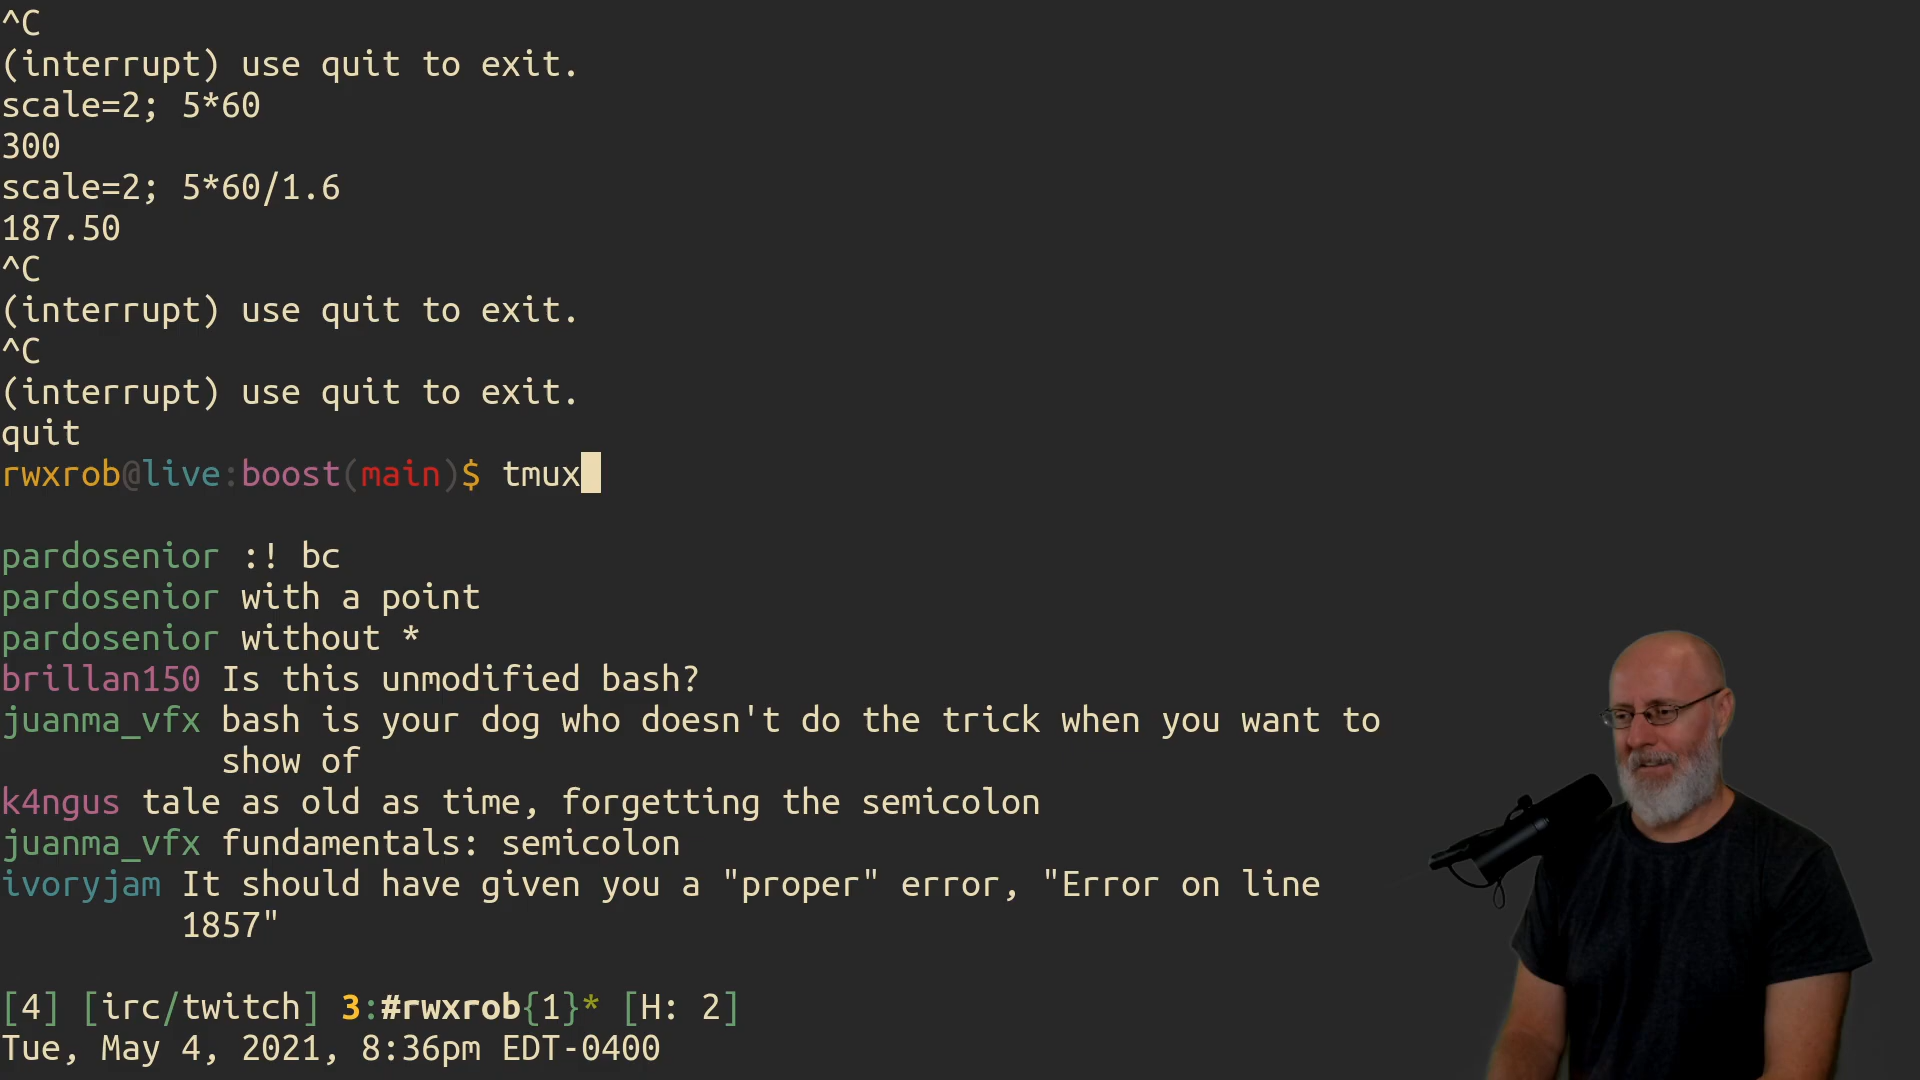 ^C
(interrupt) use quit to exit.
scale=2; 5*60
300
scale=2; 5*60/1.6
187.50
^C
(interrupt) use quit to exit.
^C
(interrupt) use quit to exit.
quit
rwxrob@live:boost(main)$ tmux
pardosenior :! bc
pardosenior with a point
pardosenior without *
brillan150 Is this unmodified bash?
juanma_vfx bash is your dog who doesn't do the trick when you want to
show of
k4ngus tale as old as time, forgetting the semicolon
juanma_vfx fundamentals: semicolon
ivoryjam It should have given you a "proper" error, "Error on line
1857"
[4] [irc/twitch] 3:#rwxrob{1}* [H: 2]
Tue, May 4, 2021, 8:36pm EDT-0400